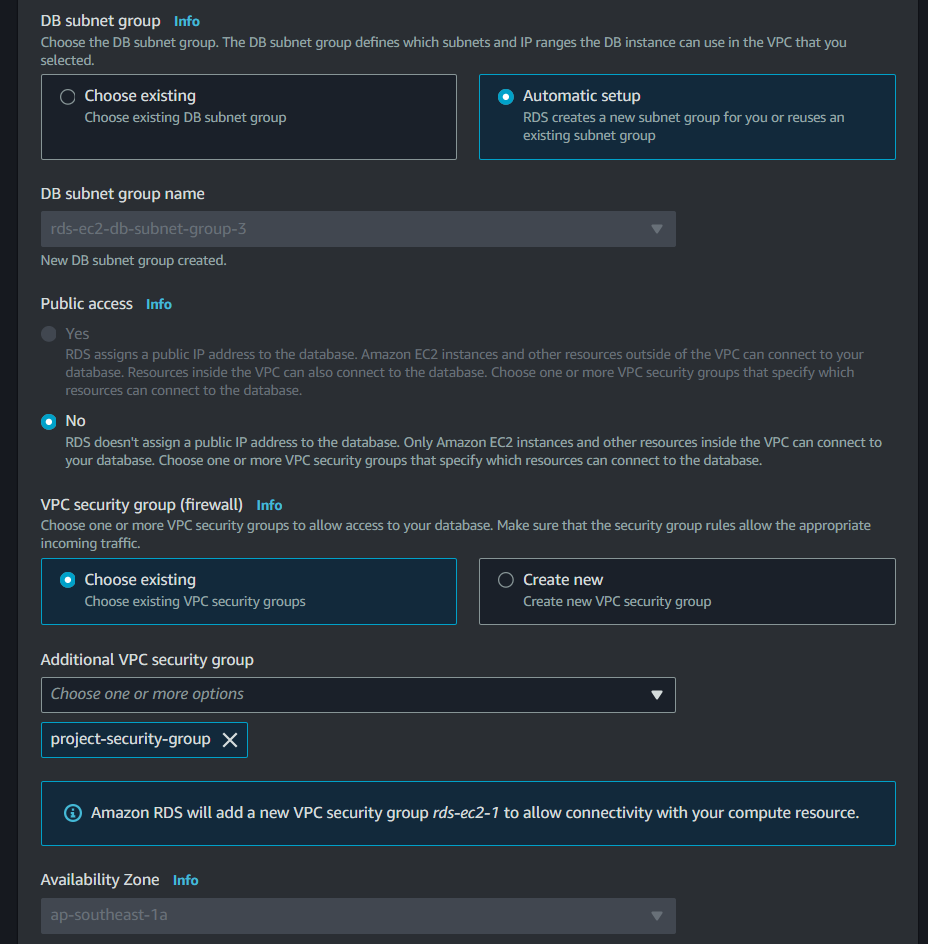 DB subnet group Info
Choose the DB subnet group. The DB subnet group defines which subnets and IP ranges the DB instance can use in the VPC that you
selected.
Choose existing
Choose existing DB subnet group
Automatic setup
RDS creates a new subnet group for you or reuses an
existing subnet group
DB subnet group name
rds-ec2-db-subnet-group-3
New DB subnet group created.
Public access Info
Yes
RDS assigns a public IP address to the database. Amazon EC2 instances and other resources outside of the VPC can connect to your
database. Resources inside the VPC can also connect to the database. Choose one or more VPC security groups that specify which
resources can connect to the database.
No
RDS doesn't assign a public IP address to the database. Only Amazon EC2 instances and other resources inside the VPC can connect to
your database. Choose one or more VPC security groups that specify which resources can connect to the database.
VPC security group (firewall) Info
Choose one or more VPC security groups to allow access to your database. Make sure that the security group rules allow the appropriate
incoming traffic.
Choose existing
Choose existing VPC security groups
Create new
Create new VPC security group
Additional VPC security group
Choose one or more options
project-security-group
Amazon RDS will add a new VPC security group rds-ec2-1 to allow connectivity with your compute resource.
Availability Zone Info
ap-southeast-1a